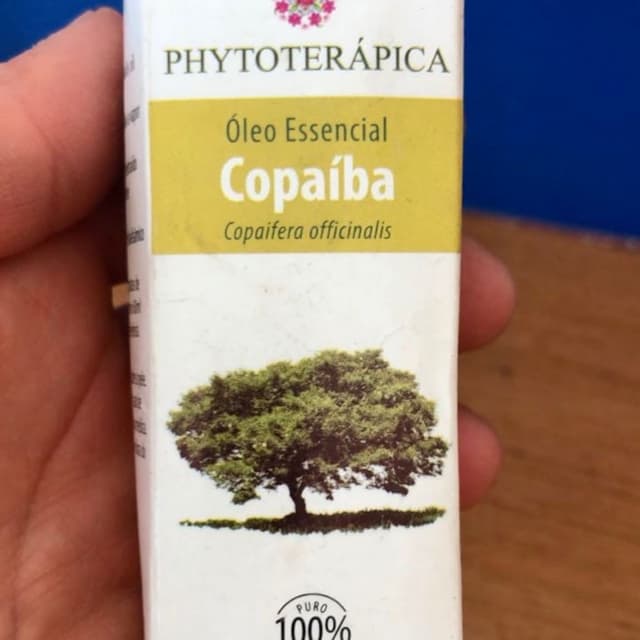 PHYTOTERÁPICA
Óleo Essencial
Copaíba
Copaifera officinalis
PURO
100%